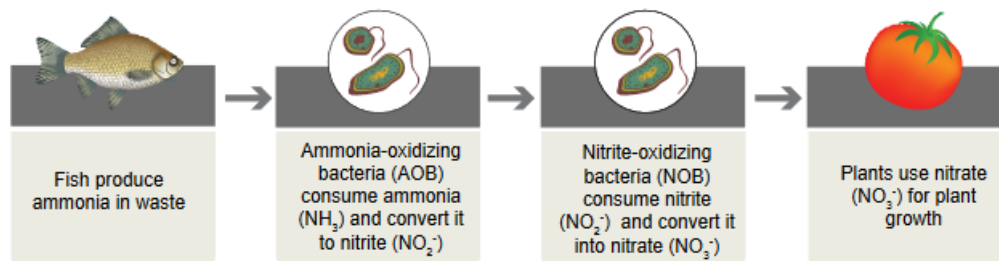 Fish produce
ammonia in waste
Ammonia-oxidizing
bacteria (AOB)
consume ammonia
(NH₃) and convert it
to nitrite (NO₂⁻)
Nitrite-oxidizing
bacteria (NOB)
consume nitrite
(NO₂⁻) and convert it
into nitrate (NO₃⁻)
Plants use nitrate
(NO₃⁻) for plant
growth